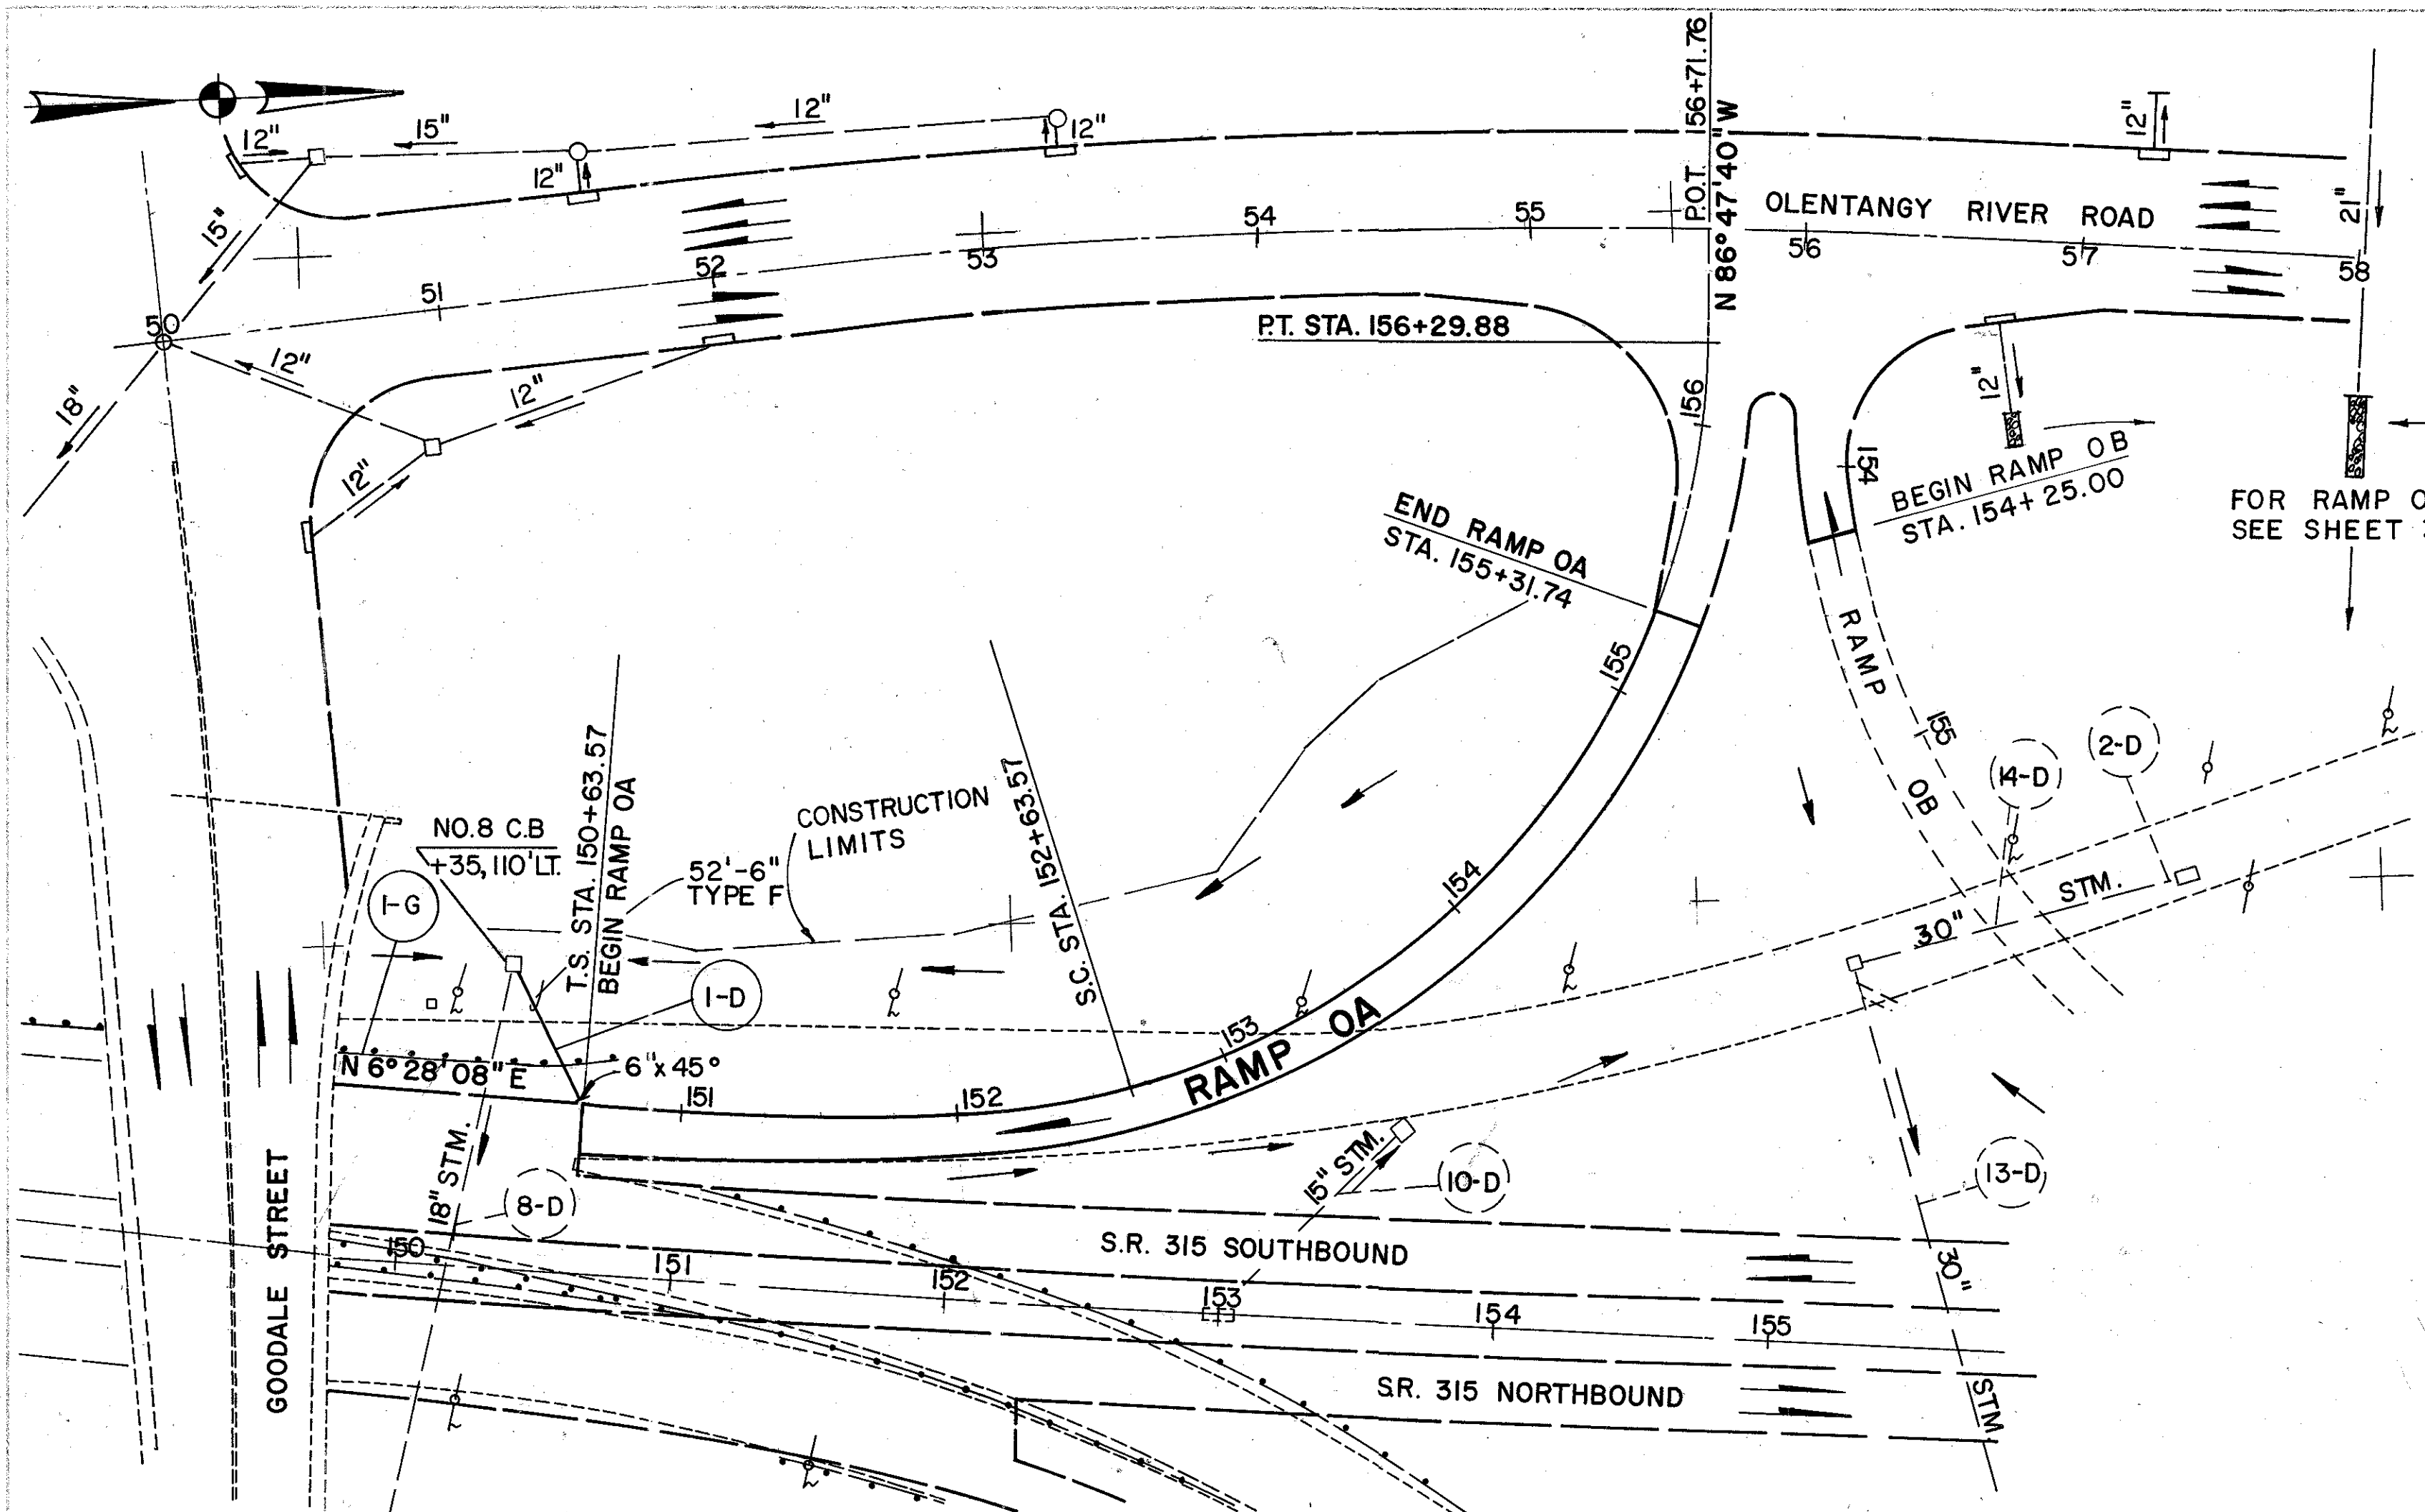 P.O.T. 156+71.76
N 86° 47' 40" W
12"
15"
12"
12"
12"
12"
15"
21"
OLENTANGY RIVER ROAD
50
51
52
53
54
55
56
57
58
P.T. STA. 156+29.88
12"
12"
12"
18"
12"
156
154
BEGIN RAMP OB
STA. 154+25.00
FOR RAMP O
SEE SHEET
END RAMP OA
STA. 155+31.74
155
RAMP OB
155
14-D
2-D
NO.8 C.B
+35,110'LT.
1-G
T.S. STA. 150+63.57
BEGIN RAMP OA
52'-6"
TYPE F
CONSTRUCTION
LIMITS
S.C. STA. 152+63.57
154
30" STM.
1-D
153
RAMP OA
N 6° 28' 08" E
6"x 45°
151
152
18" STM.
8-D
15" STM.
10-D
13-D
GOODALE STREET
S.R. 315 SOUTHBOUND
150
151
152
153
154
155
30" STM
S.R. 315 NORTHBOUND